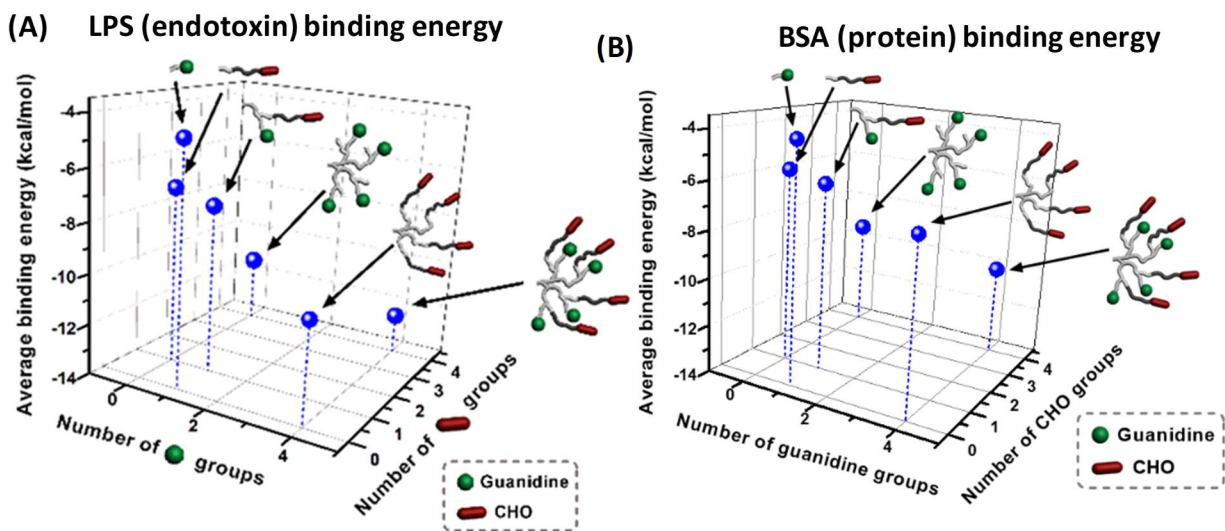 (A) LPS (endotoxin) binding energy
Average binding energy (kcal/mol)
-4
-6
-8
-10
-12
-14
0
2
4
Number of groups
0
1
2
3
4
Number of groups
Guanidine
CHO
(B) BSA (protein) binding energy
Average binding energy (kcal/mol)
-4
-6
-8
-10
-12
-14
0
2
4
Number of guanidine groups
0
1
2
3
4
Number of CHO groups
Guanidine
CHO